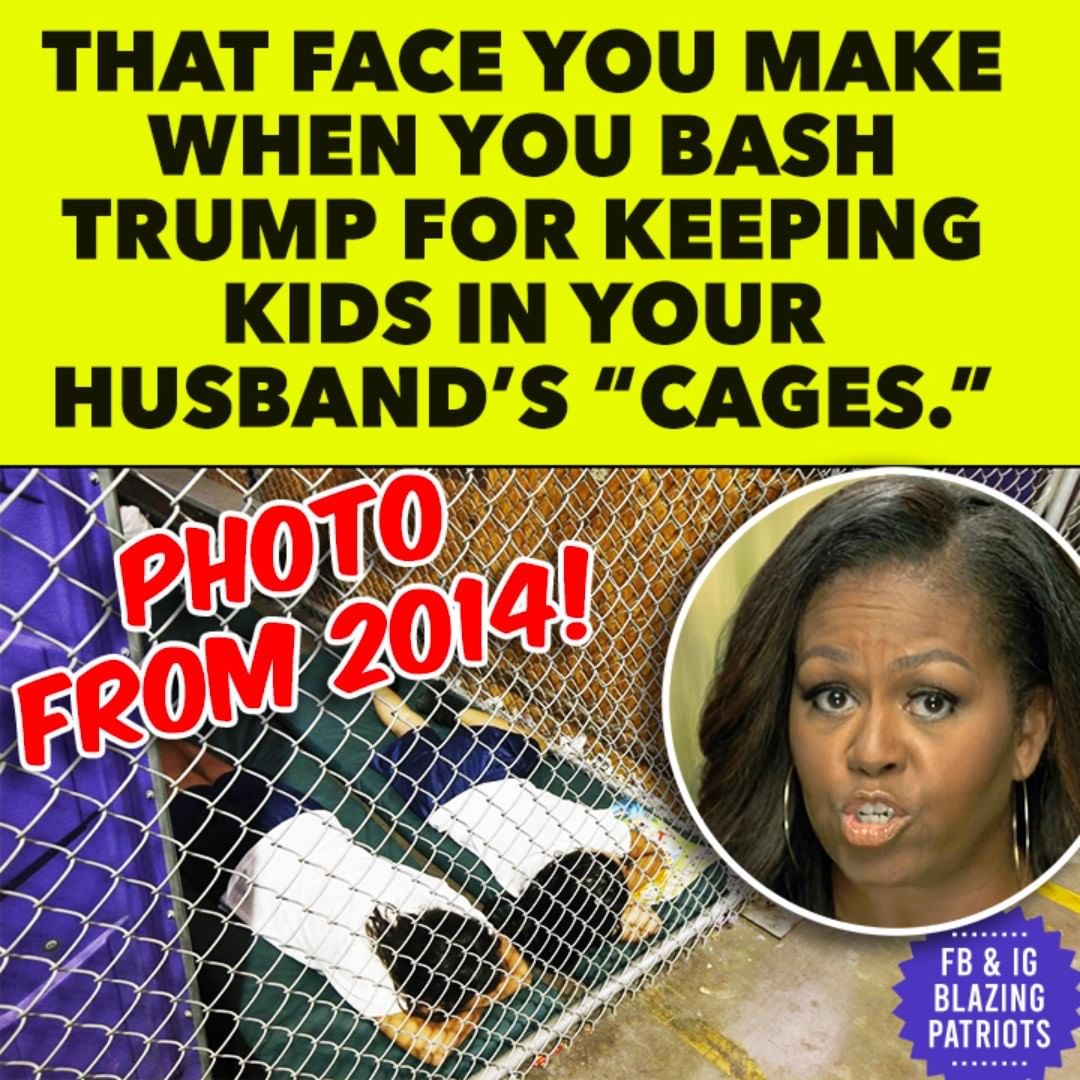 THAT FACE YOU MAKE
WHEN YOU BASH
TRUMP FOR KEEPING
KIDS IN YOUR
HUSBAND’S “CAGES.”
PHOTO
FROM 2014!
FB & IG
BLAZING
PATRIOTS